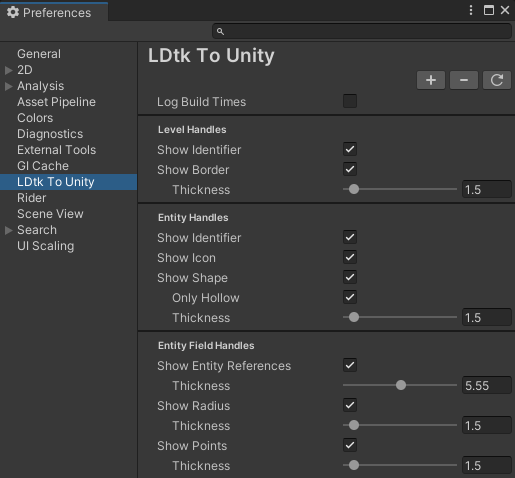 Preferences
General
2D
Analysis
Asset Pipeline
Colors
Diagnostics
External Tools
GI Cache
LDtk To Unity
Rider
Scene View
Search
UI Scaling
LDtk To Unity
Log Build Times
Level Handles
Show Identifier
Show Border
Thickness 1.5
Entity Handles
Show Identifier
Show Icon
Show Shape
Only Hollow
Thickness 1.5
Entity Field Handles
Show Entity References
Thickness 5.55
Show Radius
Thickness 1.5
Show Points
Thickness 1.5